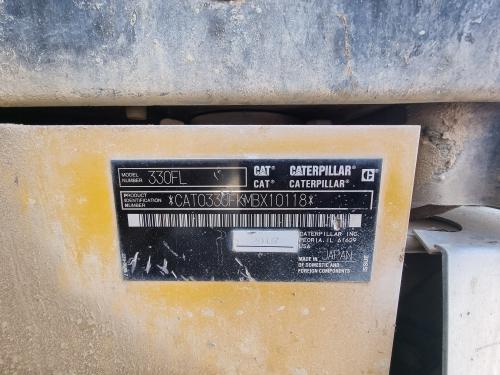 MODEL NUMBER 330FL CAT CATERPILLAR
CAT CATERPILLAR
PRODUCT IDENTIFICATION NUMBER *CAT0330FKMBX10118*
CATERPILLAR INC.
PEORIA, IL 61629
USA
MADE IN JAPAN
OF DOMESTIC AND
FOREIGN COMPONENTS